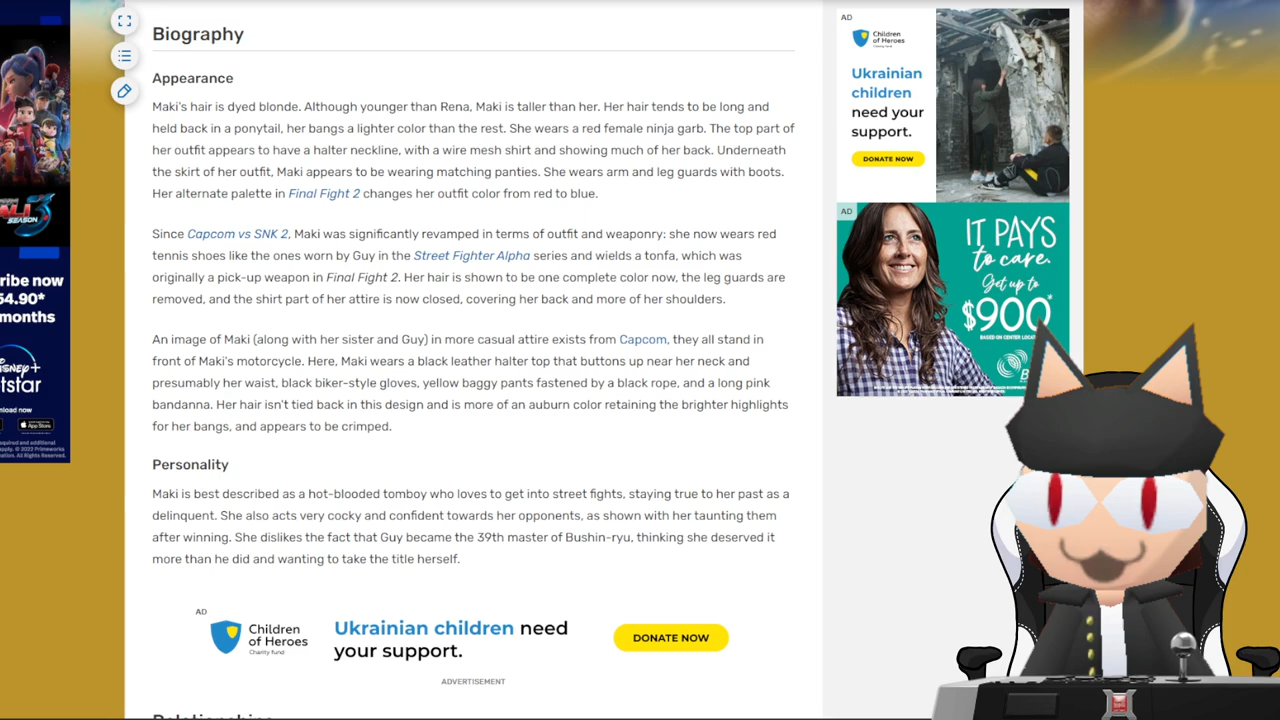 Biography
Appearance
Maki's hair is dyed blonde. Although younger than Rena, Maki is taller than her. Her hair tends to be long and
held back in a ponytail, her bangs a lighter color than the rest. She wears a red female ninja garb. The top part of
her outfit appears to have a halter neckline, with a wire mesh shirt and showing much of her back. Underneath
the skirt of her outfit, Maki appears to be wearing matching panties. She wears arm and leg guards with boots.
Her alternate palette in Final Fight 2 changes her outfit color from red to blue.
Since Capcom vs SNK 2, Maki was significantly revamped in terms of outfit and weaponry: she now wears red
tennis shoes like the ones worn by Guy in the Street Fighter Alpha series and wields a tonfa, which was
originally a pick-up weapon in Final Fight 2. Her hair is shown to be one complete color now, the leg guards are
removed, and the shirt part of her attire is now closed, covering her back and more of her shoulders.
An image of Maki (along with her sister and Guy) in more casual attire exists from Capcom, they all stand in
front of Maki's motorcycle. Here, Maki wears a black leather halter top that buttons up near her neck and
presumably her waist, black biker-style gloves, yellow baggy pants fastened by a black rope, and a long pink
bandanna. Her hair isn't tied back in this design and is more of an auburn color retaining the brighter highlights
for her bangs, and appears to be crimped.
Personality
Maki is best described as a hot-blooded tomboy who loves to get into street fights, staying true to her past as a
delinquent. She also acts very cocky and confident towards her opponents, as shown with her taunting them
after winning. She dislikes the fact that Guy became the 39th master of Bushin-ryu, thinking she deserved it
more than he did and wanting to take the title herself.
AD
Children
of Heroes
Charity fund
Ukrainian children need
your support.
DONATE NOW
ADVERTISEMENT
AD
Children
of Heroes
Charity fund
Ukrainian
children
need your
support.
DONATE NOW
AD
IT PAYS
to care.
Get up to
$900*
BASED ON CENTER
SEASON 3
ribe now
54.90*
months
DISNEY+
tstar
nload now
App Store